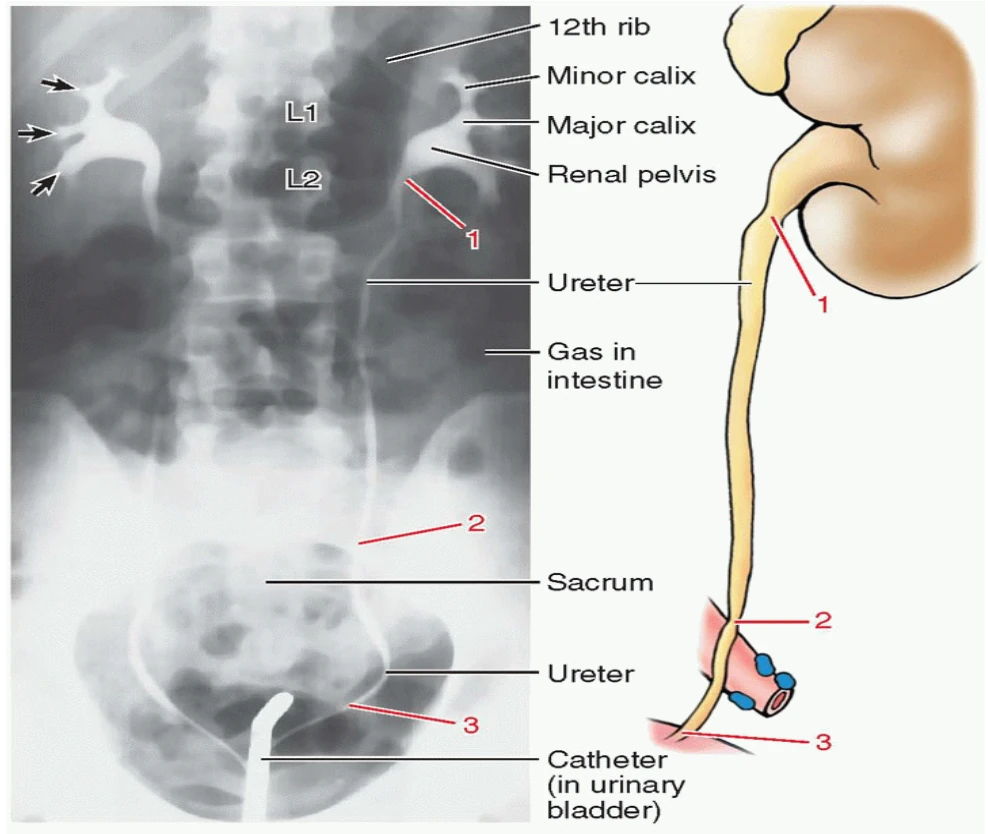 12th rib
Minor calix
L1
Major calix
L2
Renal pelvis
1
1
Ureter
Gas in
intestine
2
Sacrum
2
Ureter
3
3
Catheter
(in urinary
bladder)